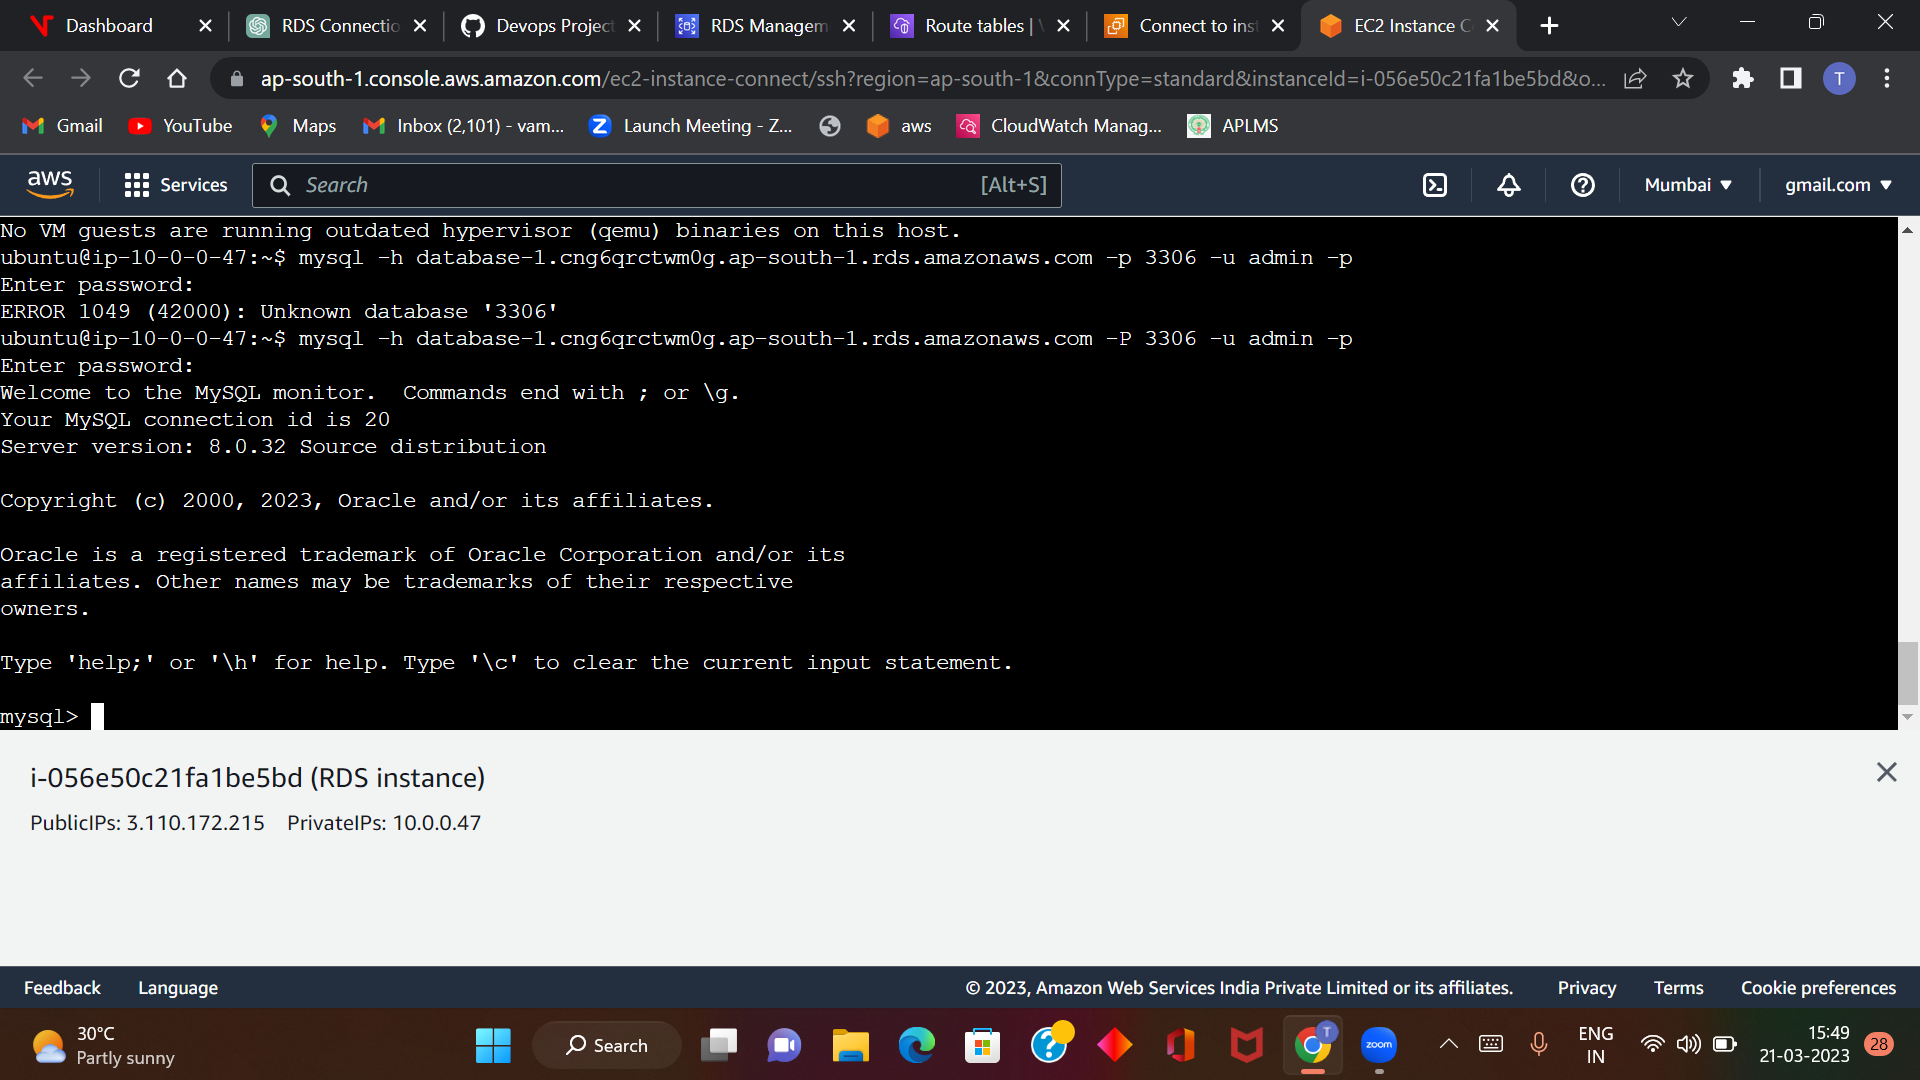 Dashboard
RDS Connectio
Devops Project
RDS Managem
Route tables |
Connect to inst
EC2 Instance C
ap-south-1.console.aws.amazon.com/ec2-instance-connect/ssh?region=ap-south-1&connType=standard&instanceId=i-056e50c21fa1be5bd&o...
T
Gmail
YouTube
Maps
Inbox (2,101) - vam...
Launch Meeting - Z...
aws
CloudWatch Manag...
APLMS
aws
Services
Search
[Alt+S]
Mumbai
gmail.com
No VM guests are running outdated hypervisor (qemu) binaries on this host.
ubuntu@ip-10-0-0-47:~$ mysql -h database-1.cng6qrctwm0g.ap-south-1.rds.amazonaws.com -p 3306 -u admin -p
Enter password:
ERROR 1049 (42000): Unknown database '3306'
ubuntu@ip-10-0-0-47:~$ mysql -h database-1.cng6qrctwm0g.ap-south-1.rds.amazonaws.com -P 3306 -u admin -p
Enter password:
Welcome to the MySQL monitor.  Commands end with ; or \g.
Your MySQL connection id is 20
Server version: 8.0.32 Source distribution
Copyright (c) 2000, 2023, Oracle and/or its affiliates.
Oracle is a registered trademark of Oracle Corporation and/or its
affiliates. Other names may be trademarks of their respective
owners.
Type 'help;' or '\h' for help. Type '\c' to clear the current input statement.
mysql>
i-056e50c21fa1be5bd (RDS instance)
PublicIPs: 3.110.172.215 PrivateIPs: 10.0.0.47
Feedback
Language
© 2023, Amazon Web Services India Private Limited or its affiliates.
Privacy
Terms
Cookie preferences
30°C
Partly sunny
Search
T
zoom
ENG
IN
15:49
21-03-2023
28